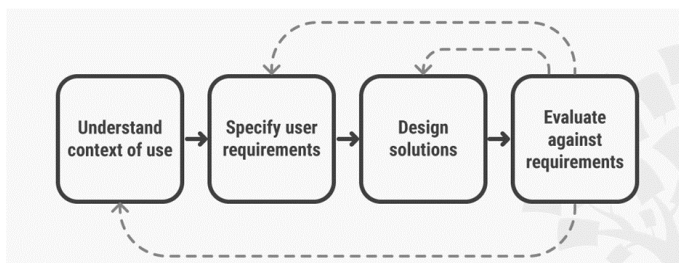 Understand
context of use
Specify user
requirements
Design
solutions
Evaluate
against
requirements